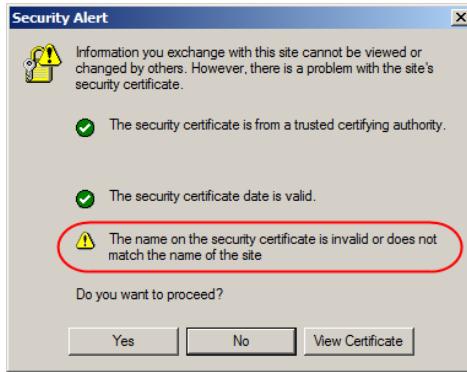 Security Alert
Information you exchange with this site cannot be viewed or
changed by others. However, there is a problem with the site's
security certificate.
The security certificate is from a trusted certifying authority.
The security certificate date is valid.
The name on the security certificate is invalid or does not
match the name of the site
Do you want to proceed?
Yes No View Certificate